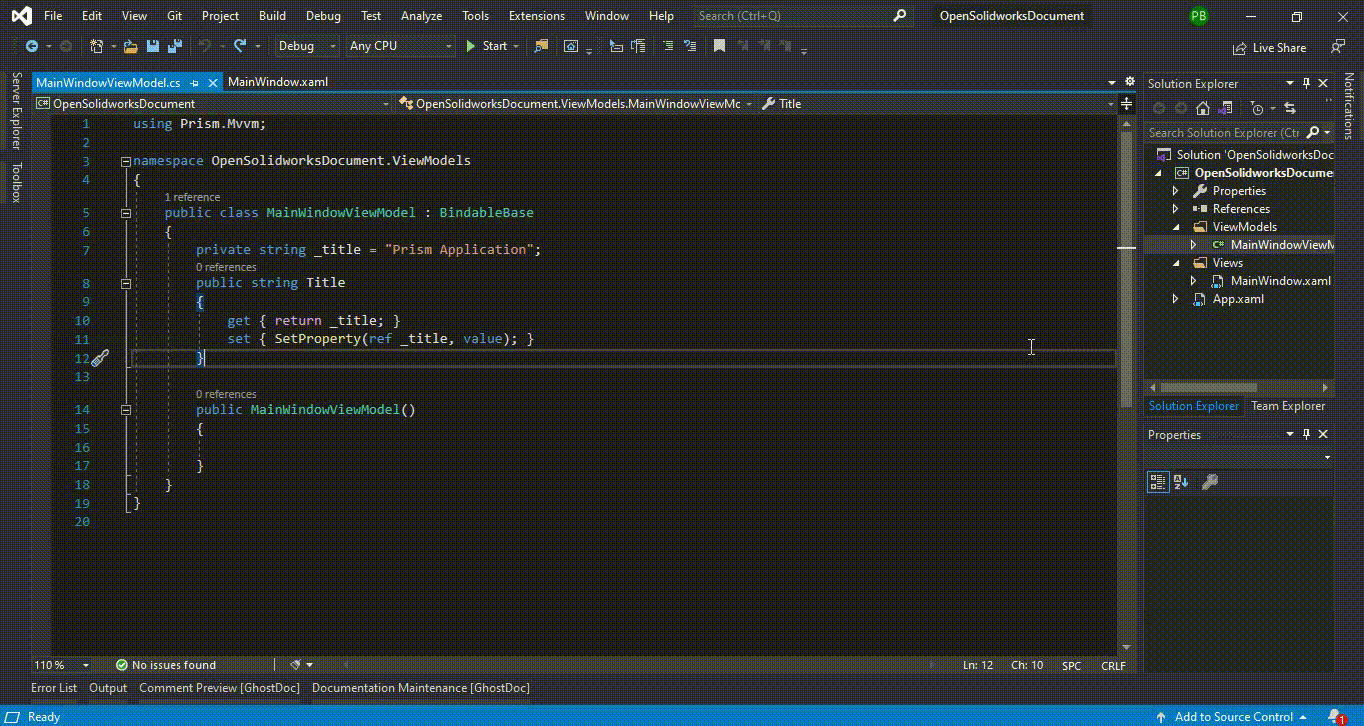 File Edit View Git Project Build Debug Test Analyze Tools Extensions Window Help Search (Ctrl+Q) OpenSolidworksDocument PB
Debug Any CPU Start Live Share
Server Explorer
Toolbox
MainWindowViewModel.cs MainWindow.xaml
OpenSolidworksDocument OpenSolidworksDocument.ViewModels.MainWindowViewMc Title
1 using Prism.Mvvm;
2
3 namespace OpenSolidworksDocument.ViewModels
4 {
1 reference
5 public class MainWindowViewModel : BindableBase
6 {
7 private string _title = "Prism Application";
0 references
8 public string Title
9 {
10 get { return _title; }
11 set { SetProperty(ref _title, value); }
12 }
13
0 references
14 public MainWindowViewModel()
15 {
16
17 }
18 }
19 }
20
110 % No issues found Ln: 12 Ch: 10 SPC CRLF
Error List Output Comment Preview [GhostDoc] Documentation Maintenance [GhostDoc]
Solution Explorer
Search Solution Explorer (Ctr
Solution 'OpenSolidworksDoc
OpenSolidworksDocume
Properties
References
ViewModels
C# MainWindowViewM
Views
MainWindow.xaml
App.xaml
Solution Explorer Team Explorer
Properties
Notifications
Ready Add to Source Control 1